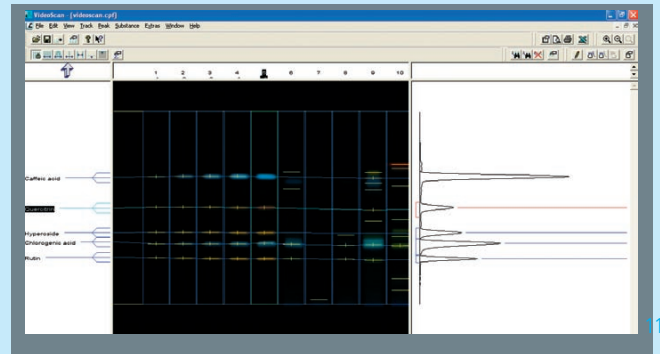 VideoScan - [videoscan.cpf]
File Edit View Track Peak Substance Extras Window Help
1 2 3 4 6 7 8 9 10
Caffeic acid
Quercitrin
Hyperoside
Chlorogenic acid
Rutin
11